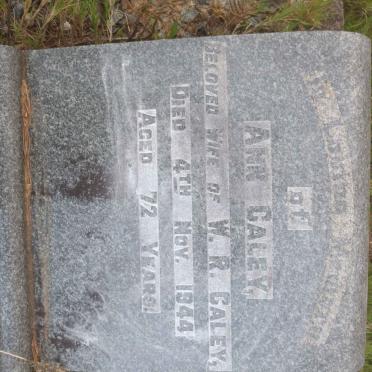 of
Ann Caley
Beloved wife of W. R. Caley,
Died 4th Nov. 1944
Aged 72 Years.